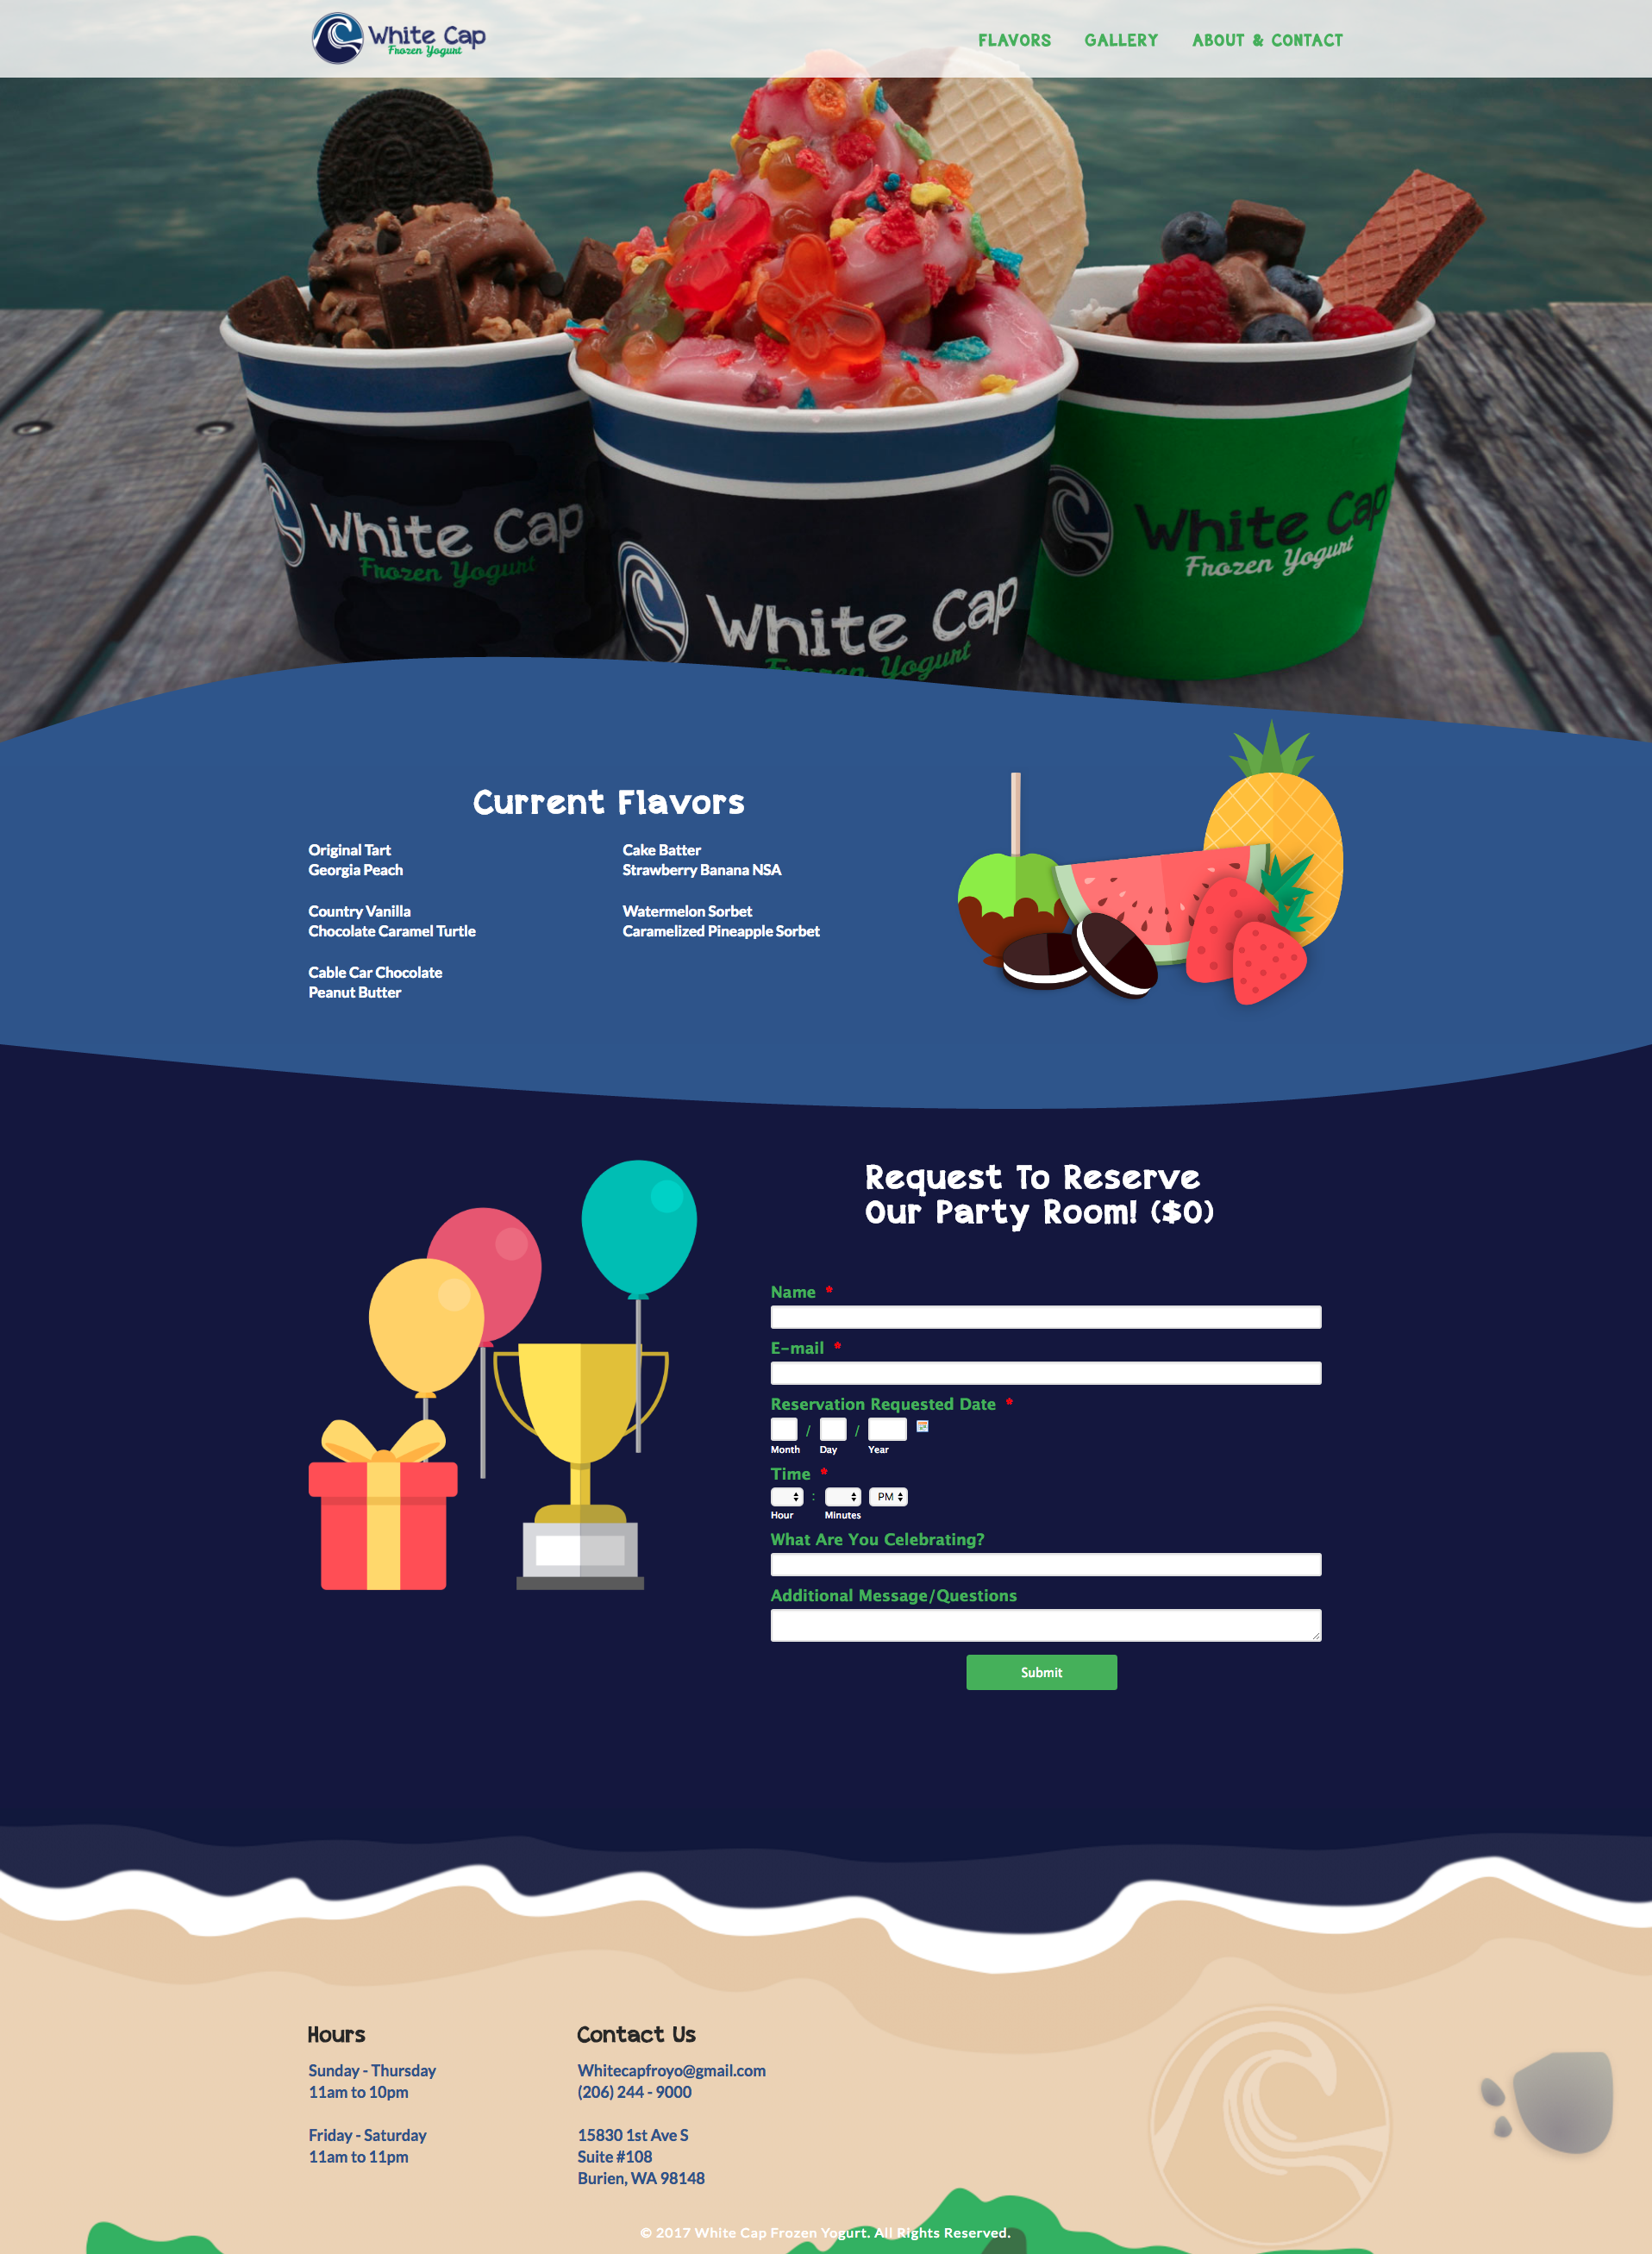 White Cap
Frozen Yogurt
FLAVORS
GALLERY
ABOUT & CONTACT
White Cap
Frozen Yogurt
White Cap
Frozen Yogurt
White Cap
Frozen Yogurt
Current Flavors
Original Tart
Georgia Peach
Country Vanilla
Chocolate Caramel Turtle
Cable Car Chocolate
Peanut Butter
Cake Batter
Strawberry Banana NSA
Watermelon Sorbet
Caramelized Pineapple Sorbet
Request To Reserve
Our Party Room! ($0)
Name *
E-mail *
Reservation Requested Date *
/ /
Month Day Year
Time *
: PM
Hour Minutes
What Are You Celebrating?
Additional Message/Questions
Submit
Hours
Sunday - Thursday
11am to 10pm
Friday - Saturday
11am to 11pm
Contact Us
Whitecapfroyo@gmail.com
(206) 244 - 9000
15830 1st Ave S
Suite #108
Burien, WA 98148
© 2017 White Cap Frozen Yogurt. All Rights Reserved.